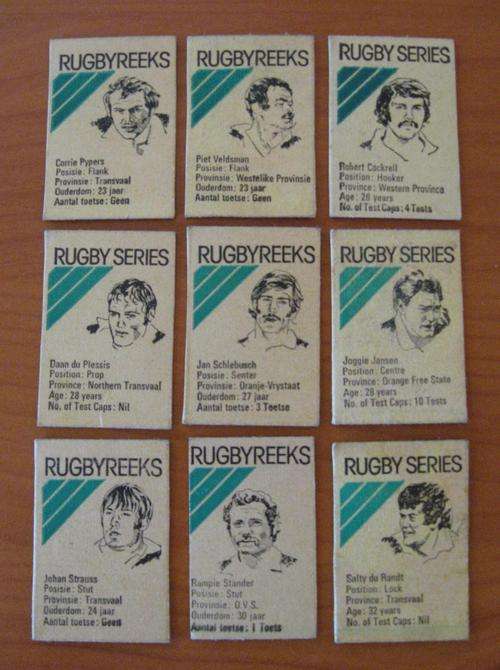 RUGBYREEKS
Corrie Pypers
Posisie: Flank
Provinsie: Transvaal
Ouderdom: 23 jaar
Aantal toetse: Geen
RUGBYREEKS
Piet Veldsman
Posisie: Flank
Provinsie: Westelike Provinsie
Ouderdom: 23 jaar
Aantal toetse: Geen
RUGBY SERIES
Robert Cockrell
Position: Hooker
Province: Western Province
Age: 26 years
No. of Test Caps: 4 Tests
RUGBY SERIES
Daan du Plessis
Position: Prop
Province: Northern Transvaal
Age: 28 years
No. of Test Caps: Nil
RUGBYREEKS
Jan Schlebusch
Posisie: Senter
Provinsie: Oranje-Vrystaat
Ouderdom: 27 jaar
Aantal toetse: 3 Toetse
RUGBY SERIES
Joggie Jansen
Position: Centre
Province: Orange Free State
Age: 28 years
No. of Test Caps: 10 Tests
RUGBYREEKS
Johan Strauss
Posisie: Stut
Provinsie: Transvaal
Ouderdom: 24 jaar
Aantal toetse: Geen
RUGBYREEKS
Rampie Stander
Posisie: Stut
Provinsie: O.V.S.
Ouderdom: 30 jaar
Aantal toetse: 1 Toets
RUGBY SERIES
Salty du Randt
Position: Lock
Province: Transvaal
Age: 32 years
No. of Test Caps: Nil